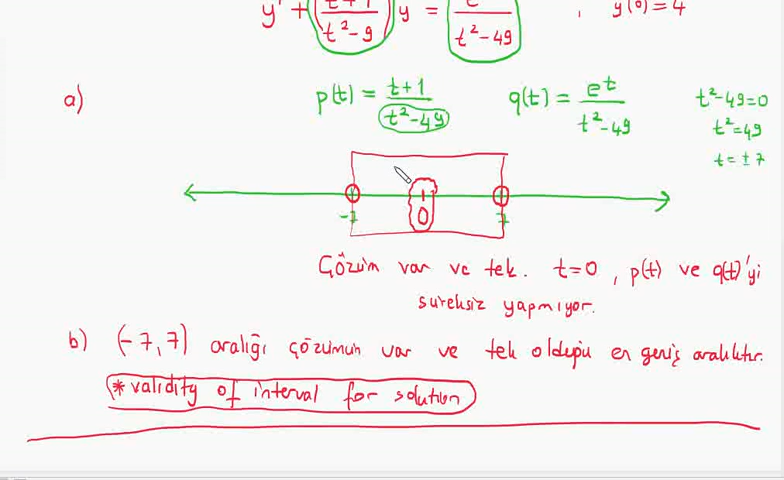 y' + (t+1 / t²-9) y = e^t / t²-49 , y(0)=4
a)
p(t) = t+1 / t²-49
q(t) = e^t / t²-49
t²-49=0
t²=49
t=±7
-7 0 7
Çözüm var ve tek. t=0, p(t) ve q(t)'yi
süreksiz yapmıyor.
b) (-7,7) aralığı çözümün var ve tek olduğu en geniş aralıktır.
*validity of interval for solution